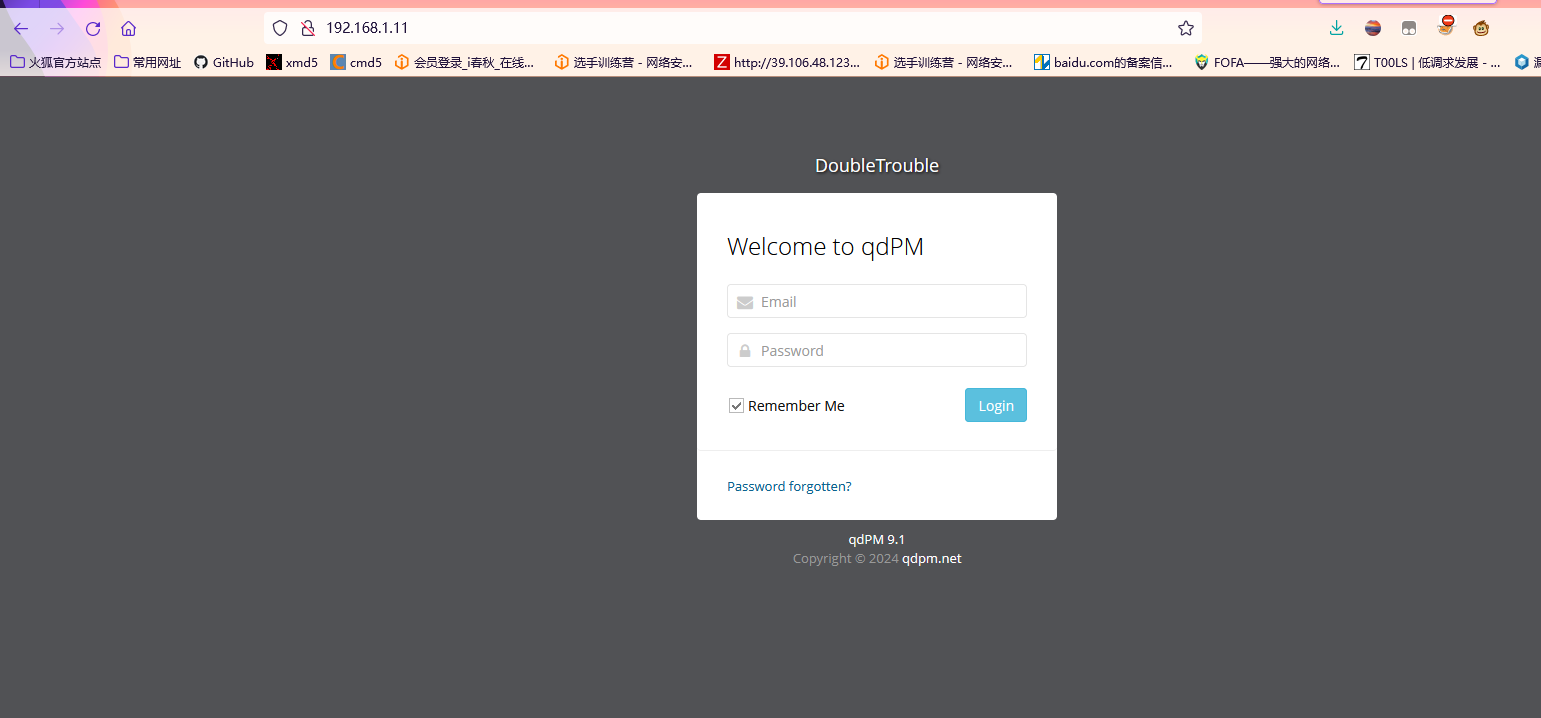 192.168.1.11
火狐官方站点 常用网址 GitHub xmd5 cmd5 会员登录_i春秋_在线... 选手训练营 - 网络安... http://39.106.48.123... 选手训练营 - 网络安... baidu.com的备案信... FOFA——强大的网络... T00LS | 低调求发展 - ...
DoubleTrouble
Welcome to qdPM
Email
Password
Remember Me Login
Password forgotten?
qdPM 9.1
Copyright © 2024 qdpm.net